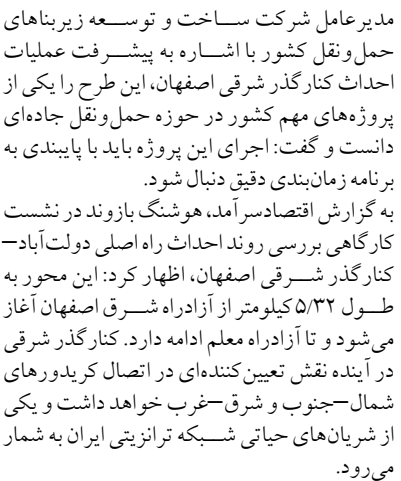 مدیرعامل شرکت ساخت و توسعه زیربناهای
حمل‌ونقل کشور با اشاره به پیشرفت عملیات
احداث کنارگذر شرقی اصفهان، این طرح را یکی از
پروژه‌های مهم کشور در حوزه حمل‌ونقل جاده‌ای
دانست و گفت: اجرای این پروژه باید با پایبندی به
برنامه زمان‌بندی دقیق دنبال شود.
به گزارش اقتصادسرآمد، هوشنگ بازوند در نشست
کارگاهی بررسی روند احداث راه اصلی دولت‌آباد–
کنارگذر شرقی اصفهان، اظهار کرد: این محور به
طول ۵/۳۲ کیلومتر از آزادراه شرق اصفهان آغاز
می‌شود و تا آزادراه معلم ادامه دارد. کنارگذر شرقی
در آینده نقش تعیین‌کننده‌ای در اتصال کریدورهای
شمال–جنوب و شرق–غرب خواهد داشت و یکی
از شریان‌های حیاتی شبکه ترانزیتی ایران به شمار
می‌رود.